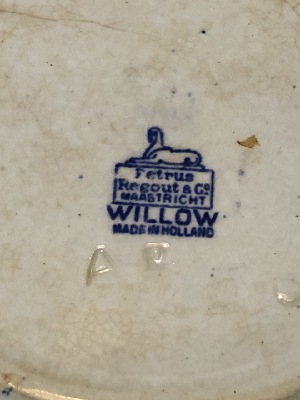 Petrus
Regout & Co
MAASTRICHT
WILLOW
MADE IN HOLLAND